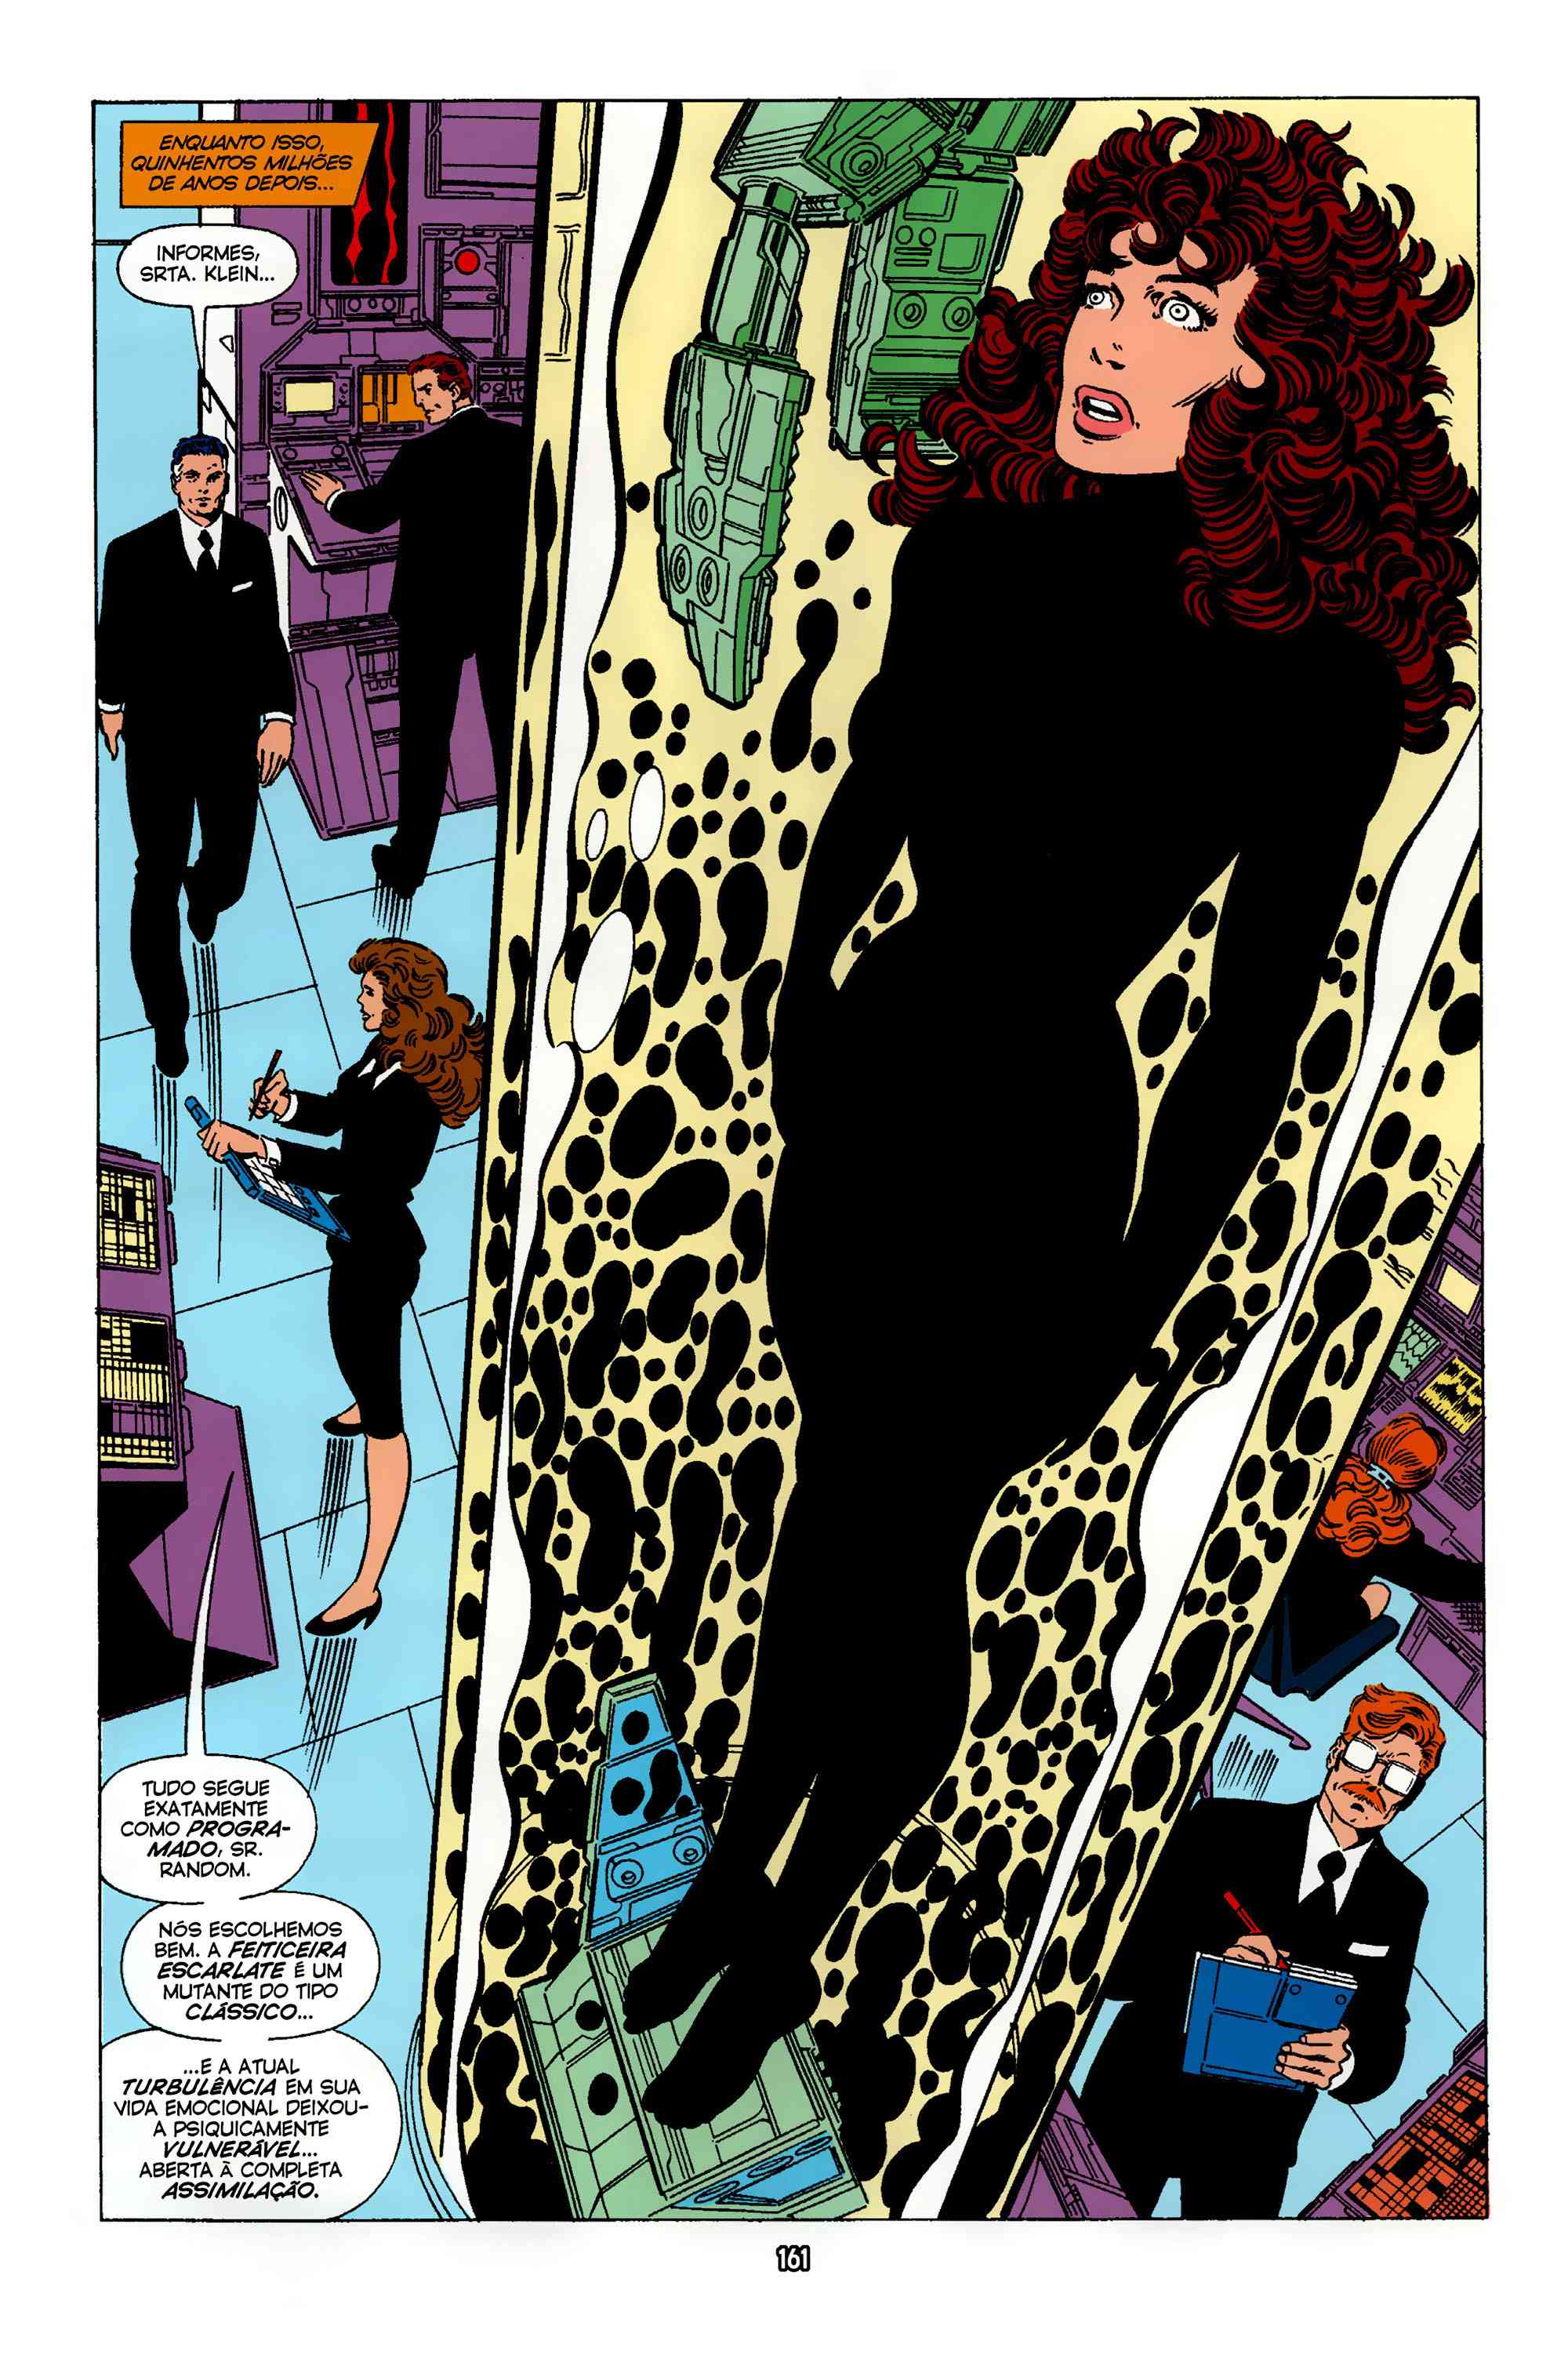 ENQUANTO ISSO,
QUINHENTOS MILHÕES
DE ANOS DEPOIS...
INFORMES,
SRTA. KLEIN...
TUDO SEGUE
EXATAMENTE
COMO PROGRA-
MADO, SR.
RANDOM.
NÓS ESCOLHEMOS
BEM. A FEITICEIRA
ESCARLATE É UM
MUTANTE DO TIPO
CLÁSSICO...
...E A ATUAL
TURBULÊNCIA EM SUA
VIDA EMOCIONAL DEIXOU-
A PSIQUICAMENTE
VULNERÁVEL...
ABERTA À COMPLETA
ASSIMILAÇÃO.
161